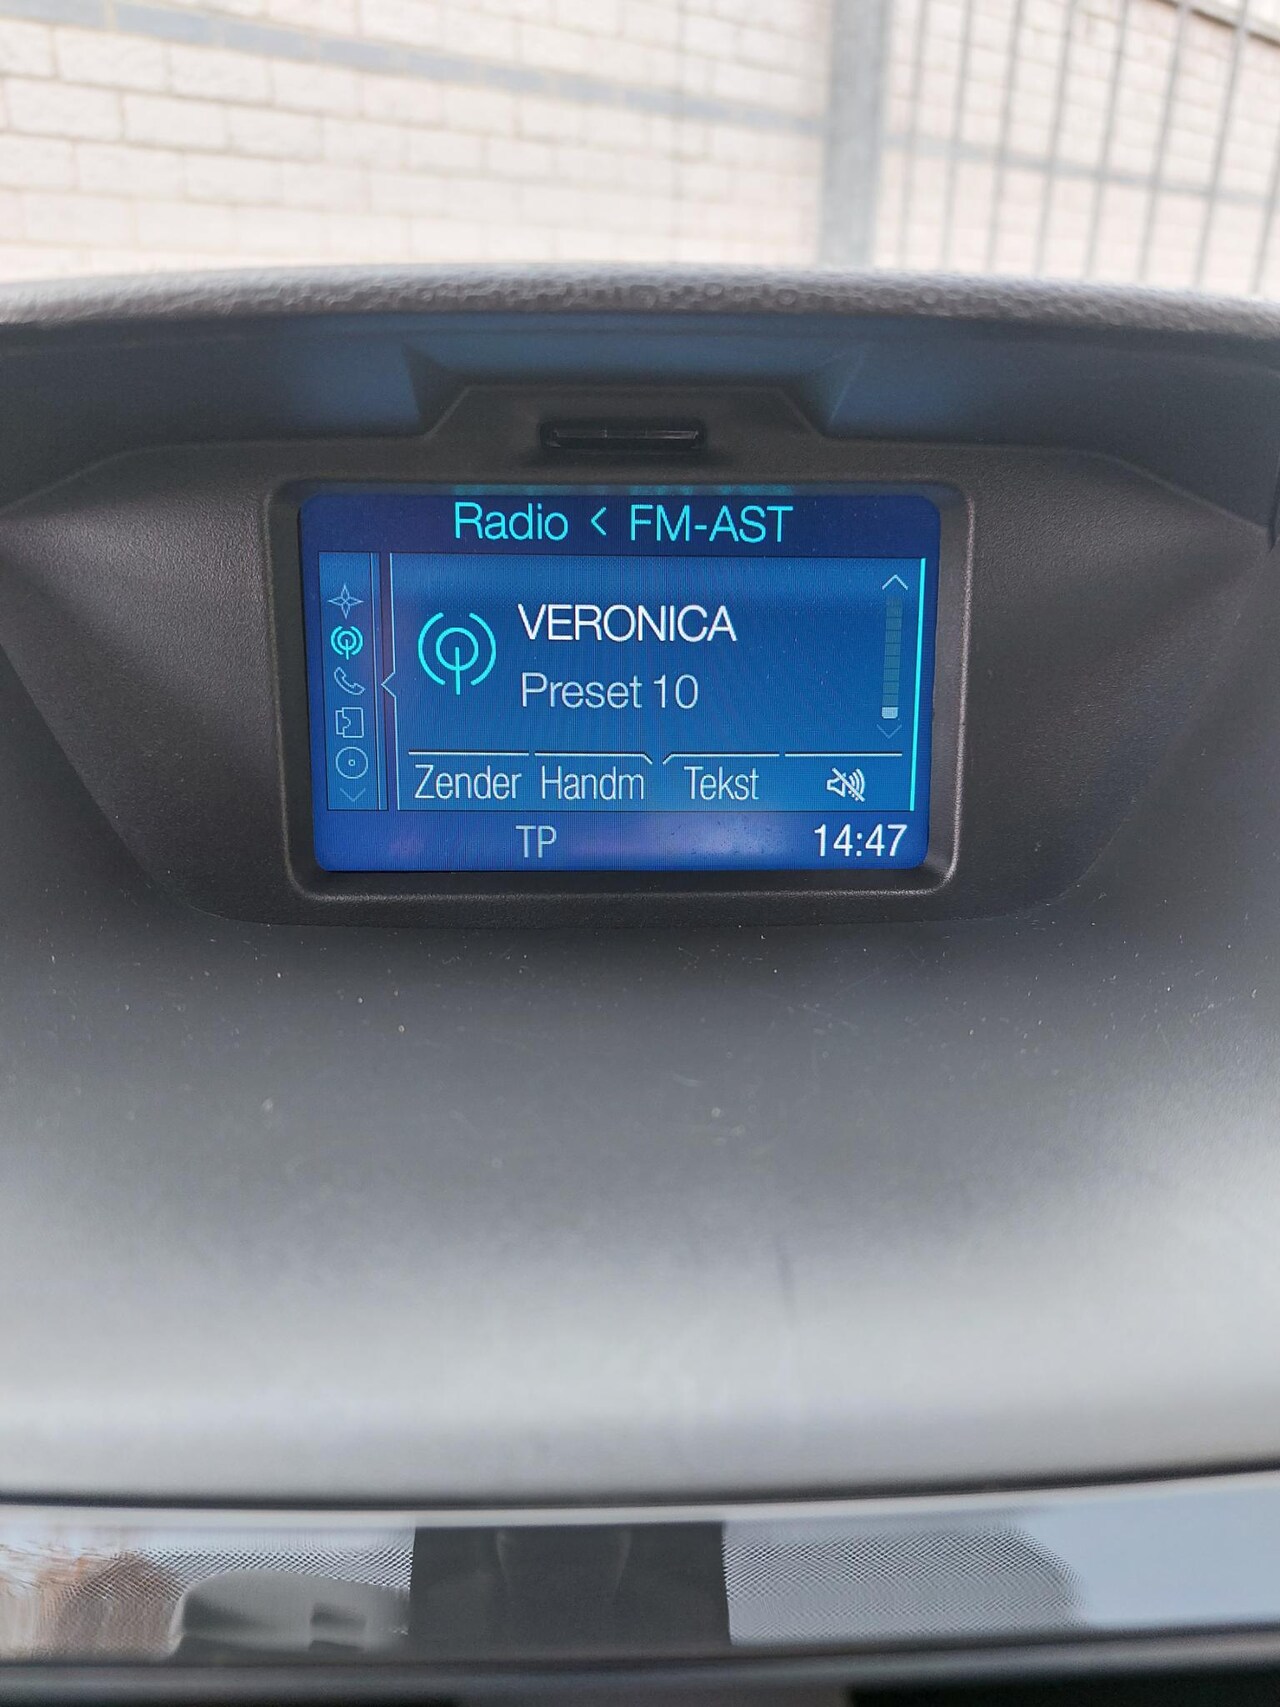 Radio < FM-AST
VERONICA
Preset 10
Zender Handm Tekst
TP 14:47